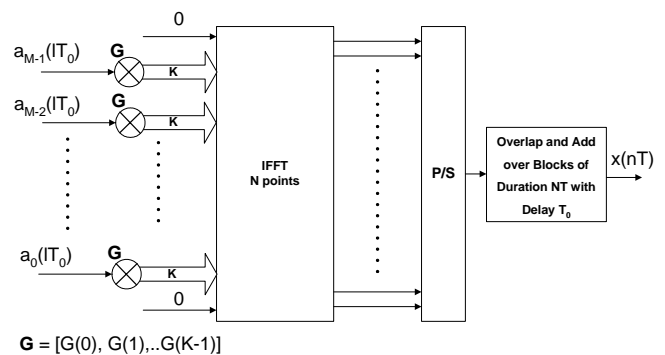 0
G
a_{M-1}(lT_0)
K
G
a_{M-2}(lT_0)
K
IFFT
N points
P/S
Overlap and Add
over Blocks of
Duration NT with
Delay T_0
x(nT)
G
a_0(lT_0)
K
0
G = [G(0), G(1),..G(K-1)]